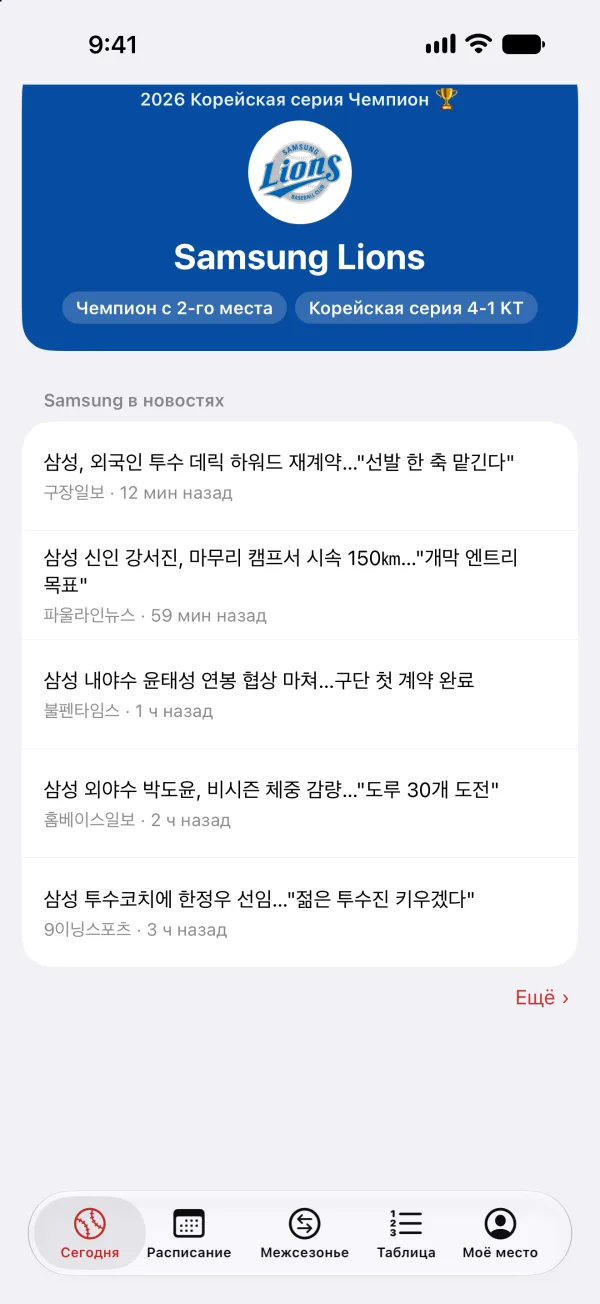 9:41
2026 Корейская серия Чемпион 🏆
SAMSUNG
Lions
BASEBALL CLUB
Samsung Lions
Чемпион с 2-го места
Корейская серия 4-1 KT
Samsung в новостях
삼성, 외국인 투수 데릭 하워드 재계약..."선발 한 축 맡긴다"
구장일보 · 12 мин назад
삼성 신인 강서진, 마무리 캠프서 시속 150㎞..."개막 엔트리
목표"
파울라인뉴스 · 59 мин назад
삼성 내야수 윤태성 연봉 협상 마쳐...구단 첫 계약 완료
불펜타임스 · 1 ч назад
삼성 외야수 박도윤, 비시즌 체중 감량..."도루 30개 도전"
홈베이스일보 · 2 ч назад
삼성 투수코치에 한정우 선임..."젊은 투수진 키우겠다"
9이닝스포츠 · 3 ч назад
Ещё ›
Сегодня
Расписание
Межсезонье
Таблица
Моё место